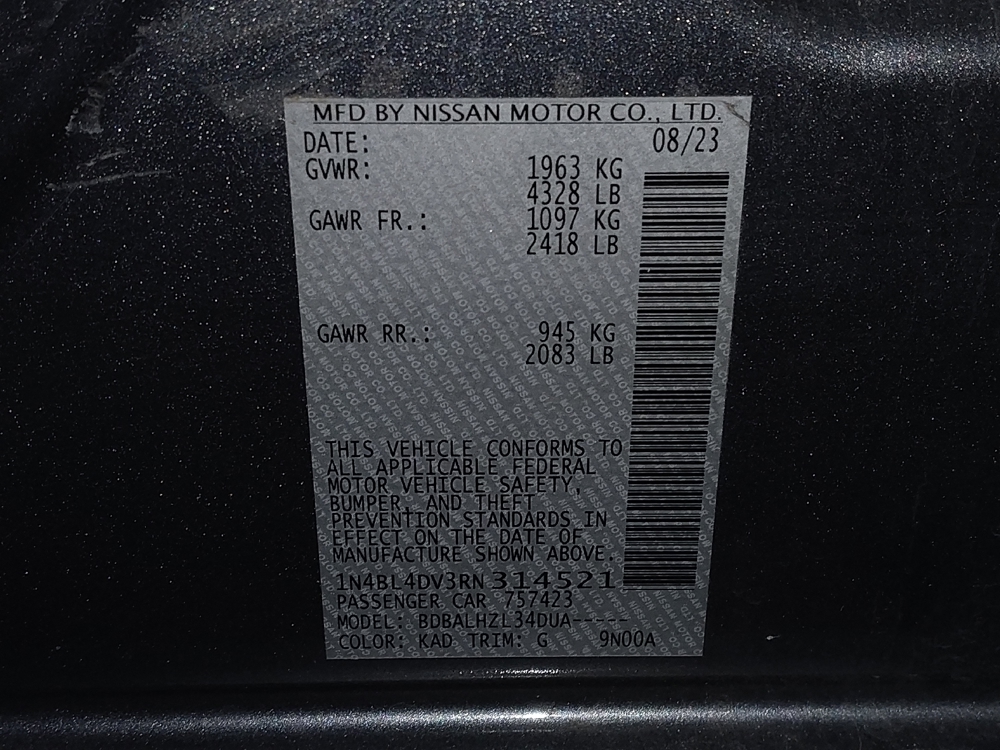 MFD BY NISSAN MOTOR CO., LTD.
DATE: 08/23
GVWR: 1963 KG
4328 LB
GAWR FR.: 1097 KG
2418 LB
GAWR RR.: 945 KG
2083 LB
THIS VEHICLE CONFORMS TO
ALL APPLICABLE FEDERAL
MOTOR VEHICLE SAFETY,
BUMPER, AND THEFT
PREVENTION STANDARDS IN
EFFECT ON THE DATE OF
MANUFACTURE SHOWN ABOVE.
1N4BL4DV3RN314521
PASSENGER CAR 757423
MODEL: BDBALHZL34DUA-----
COLOR: KAD TRIM: G 9N00A